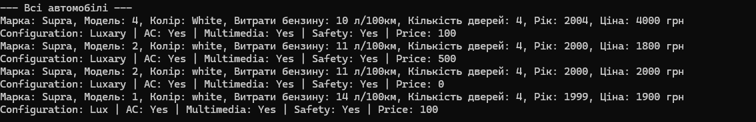 --- Всі автомобілі ---
Марка: Supra, Модель: 4, Колір: White, Витрати бензину: 10 л/100км, Кількість дверей: 4, Рік: 2004, Ціна: 4000 грн
Configuration: Luxary | AC: Yes | Multimedia: Yes | Safety: Yes | Price: 100
Марка: Supra, Модель: 2, Колір: white, Витрати бензину: 11 л/100км, Кількість дверей: 4, Рік: 2000, Ціна: 1800 грн
Configuration: Luxary | AC: Yes | Multimedia: Yes | Safety: Yes | Price: 500
Марка: Supra, Модель: 2, Колір: white, Витрати бензину: 11 л/100км, Кількість дверей: 4, Рік: 2000, Ціна: 2000 грн
Configuration: Luxary | AC: Yes | Multimedia: Yes | Safety: Yes | Price: 0
Марка: Supra, Модель: 1, Колір: white, Витрати бензину: 14 л/100км, Кількість дверей: 4, Рік: 1999, Ціна: 1900 грн
Configuration: Lux | AC: Yes | Multimedia: Yes | Safety: Yes | Price: 100